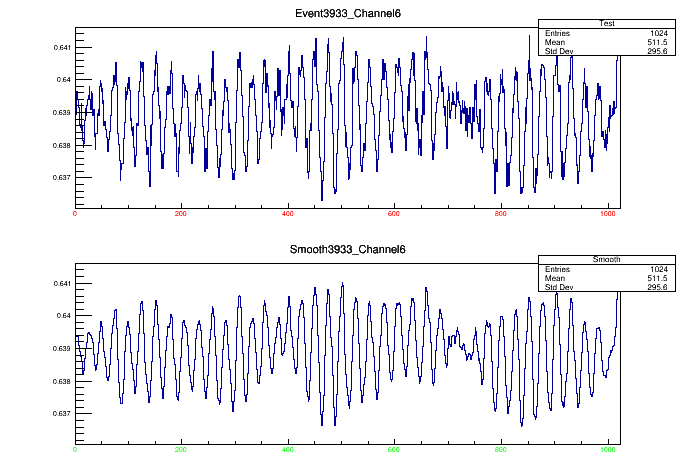 Event3933_Channel6
Test
Entries 1024
Mean 511.5
Std Dev 295.6
0.641
0.64
0.639
0.638
0.637
0 200 400 600 800 1000
Smooth3933_Channel6
Smooth
Entries 1024
Mean 511.5
Std Dev 295.6
0.641
0.64
0.639
0.638
0.637
0 200 400 600 800 1000